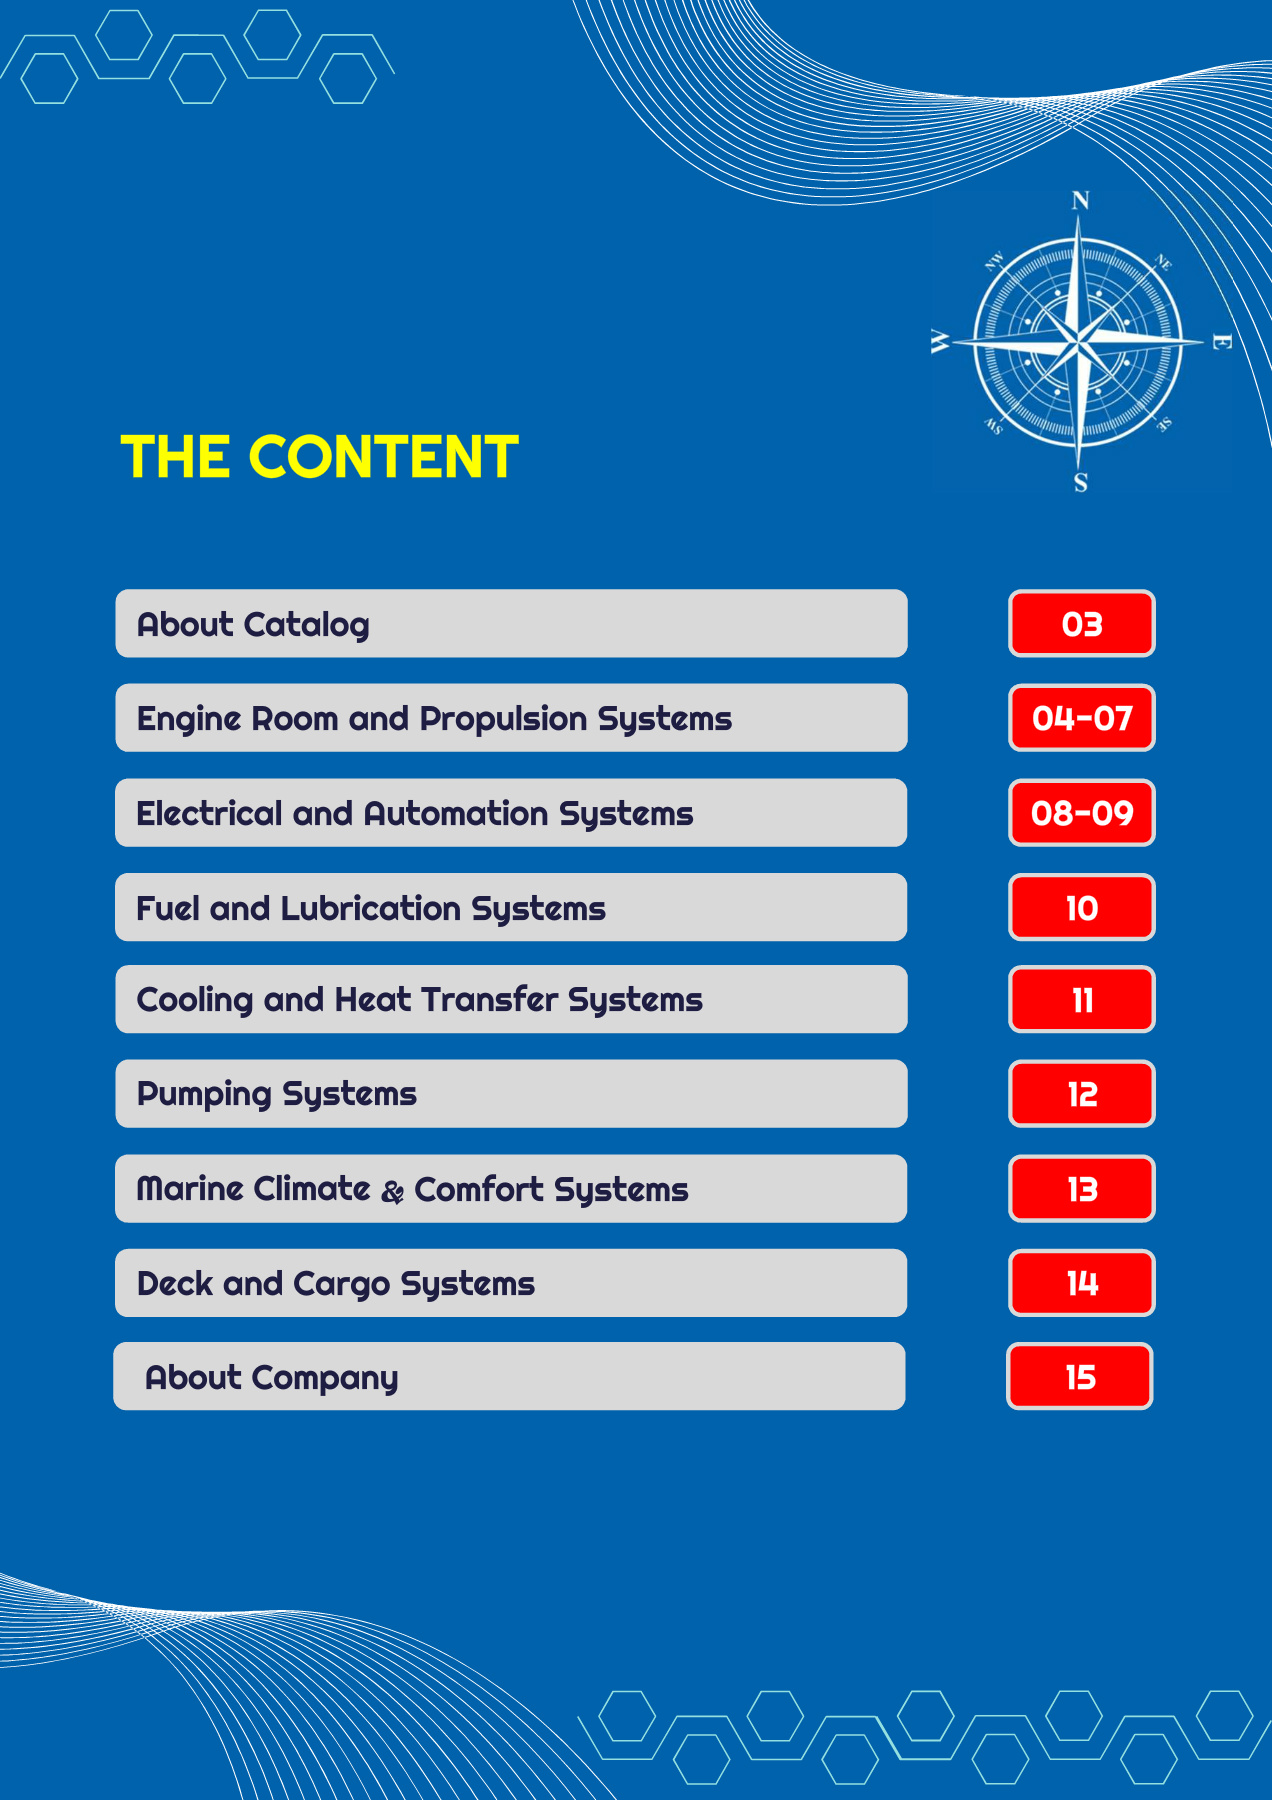 N
NW
NE
W
E
SW
SE
S
THE CONTENT
About Catalog 03
Engine Room and Propulsion Systems 04-07
Electrical and Automation Systems 08-09
Fuel and Lubrication Systems 10
Cooling and Heat Transfer Systems 11
Pumping Systems 12
Marine Climate & Comfort Systems 13
Deck and Cargo Systems 14
About Company 15